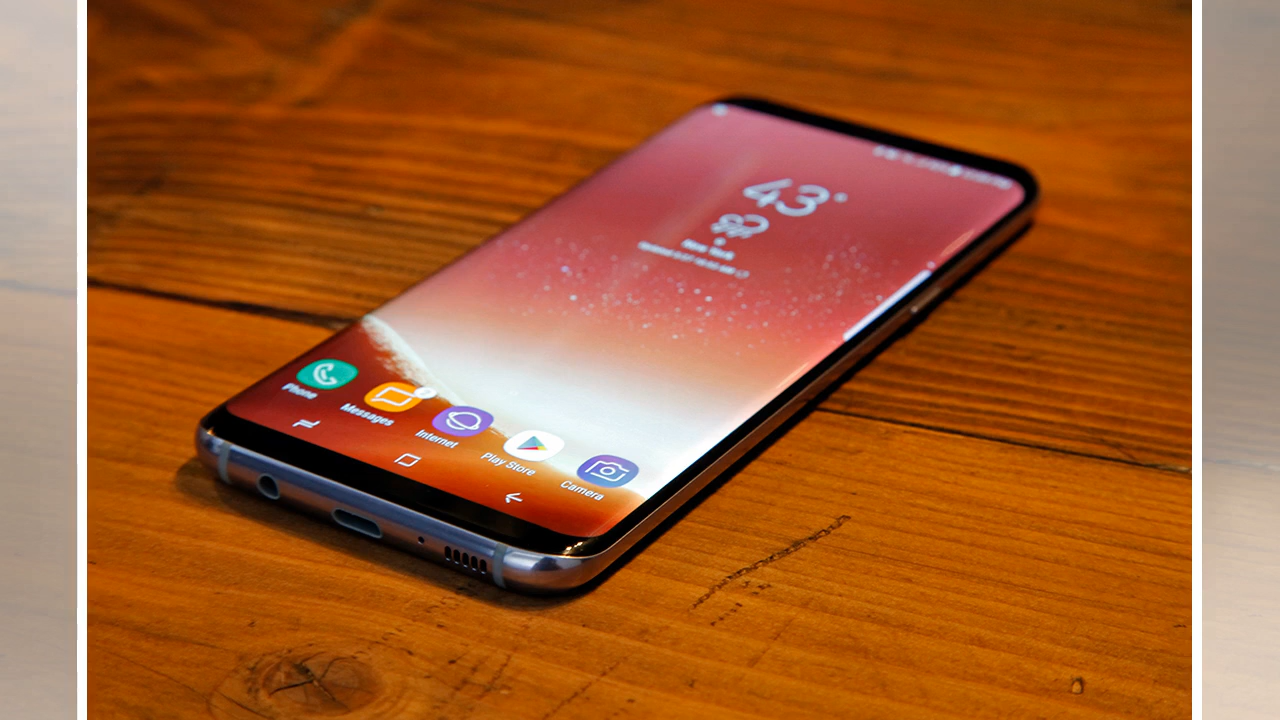 43°
New York
Phone
Messages
Internet
Play Store
Camera